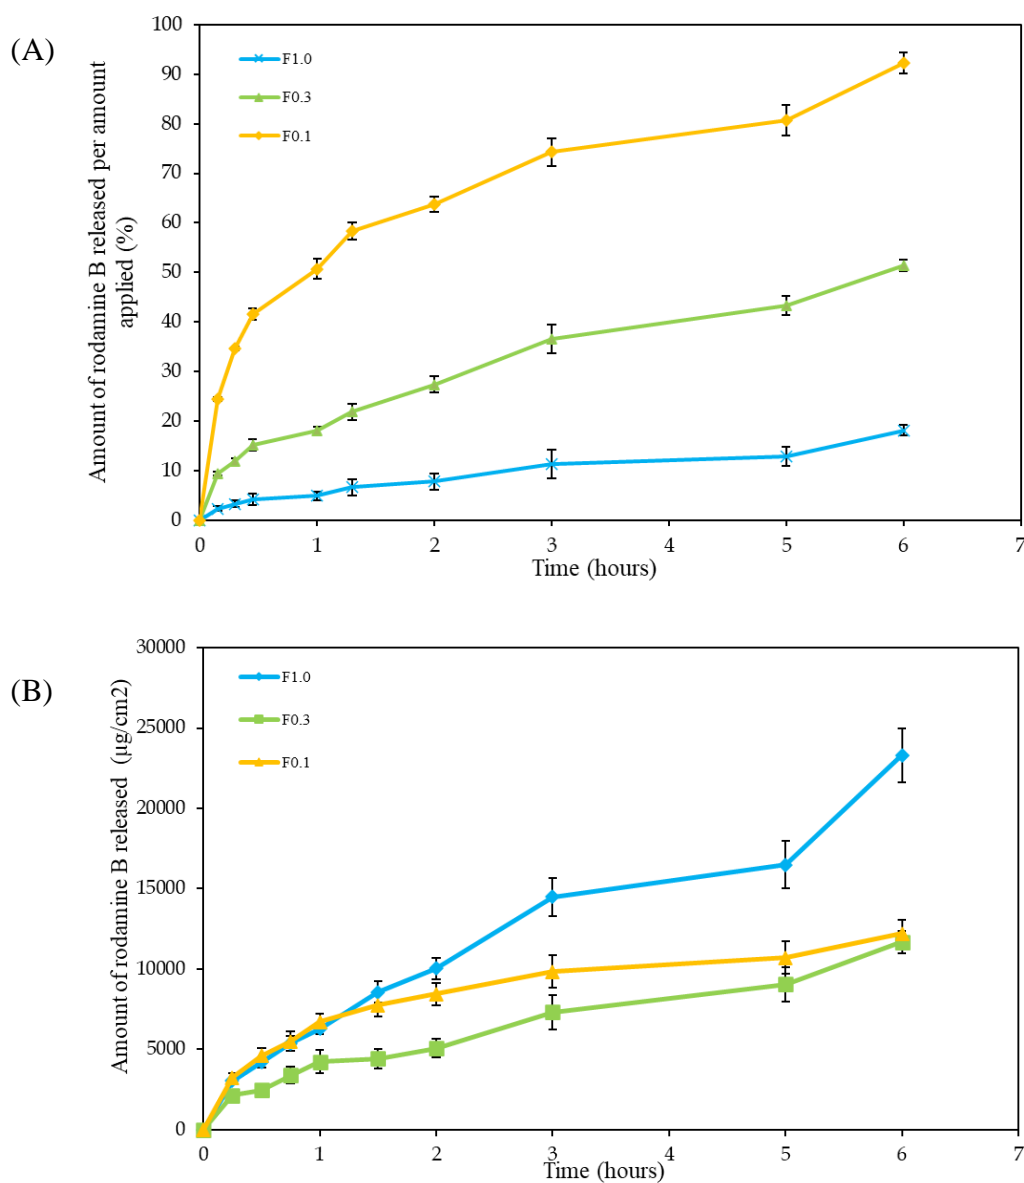 (A)
Amount of rodamine B released per amount
applied (%)
100
90
80
70
60
50
40
30
20
10
0
F1.0
F0.3
F0.1
0 1 2 3 4 5 6 7
Time (hours)
(B)
Amount of rodamine B released (µg/cm2)
30000
25000
20000
15000
10000
5000
0
F1.0
F0.3
F0.1
0 1 2 3 4 5 6 7
Time (hours)